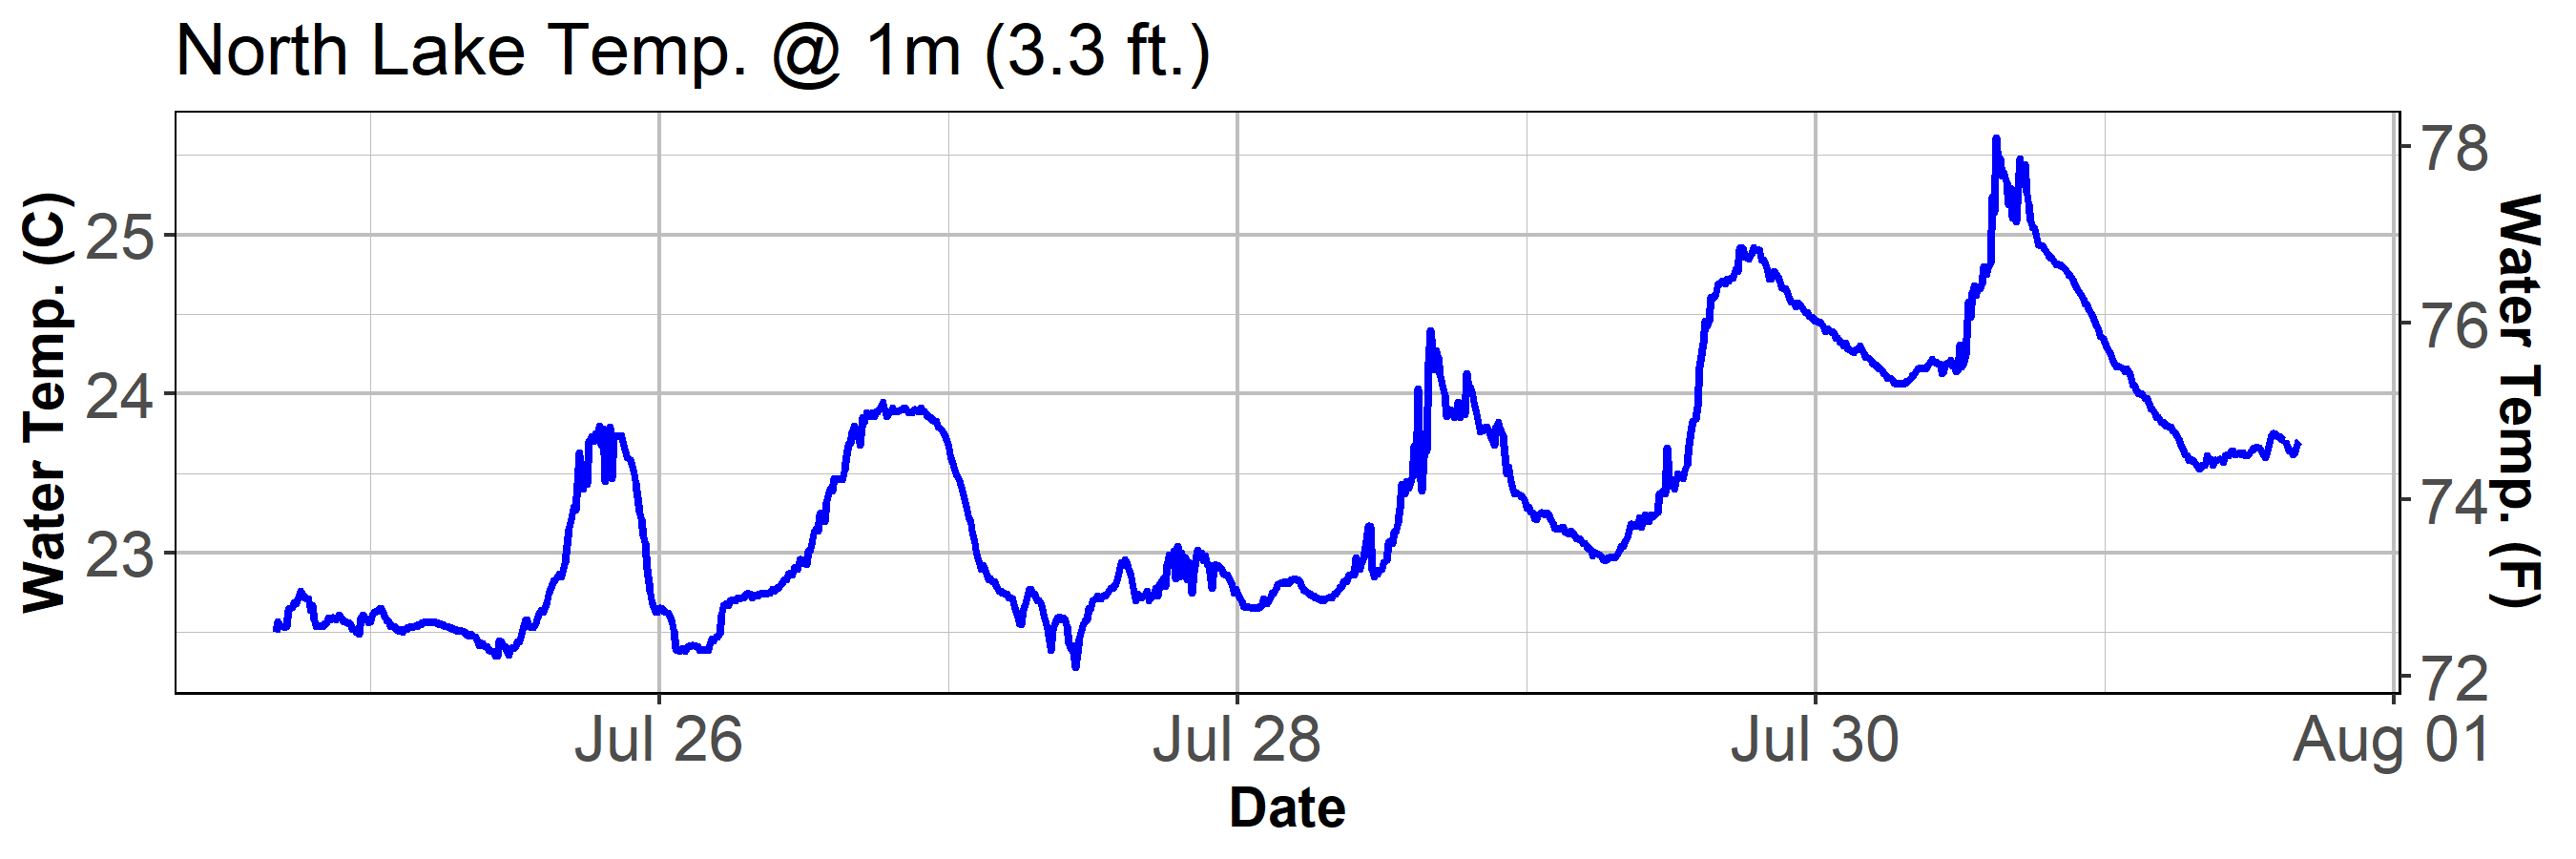 North Lake Temp. @ 1m (3.3 ft.)
Water Temp. (C)
25
24
23
78
76
74
72
Water Temp. (F)
Jul 26
Jul 28
Jul 30
Aug 01
Date